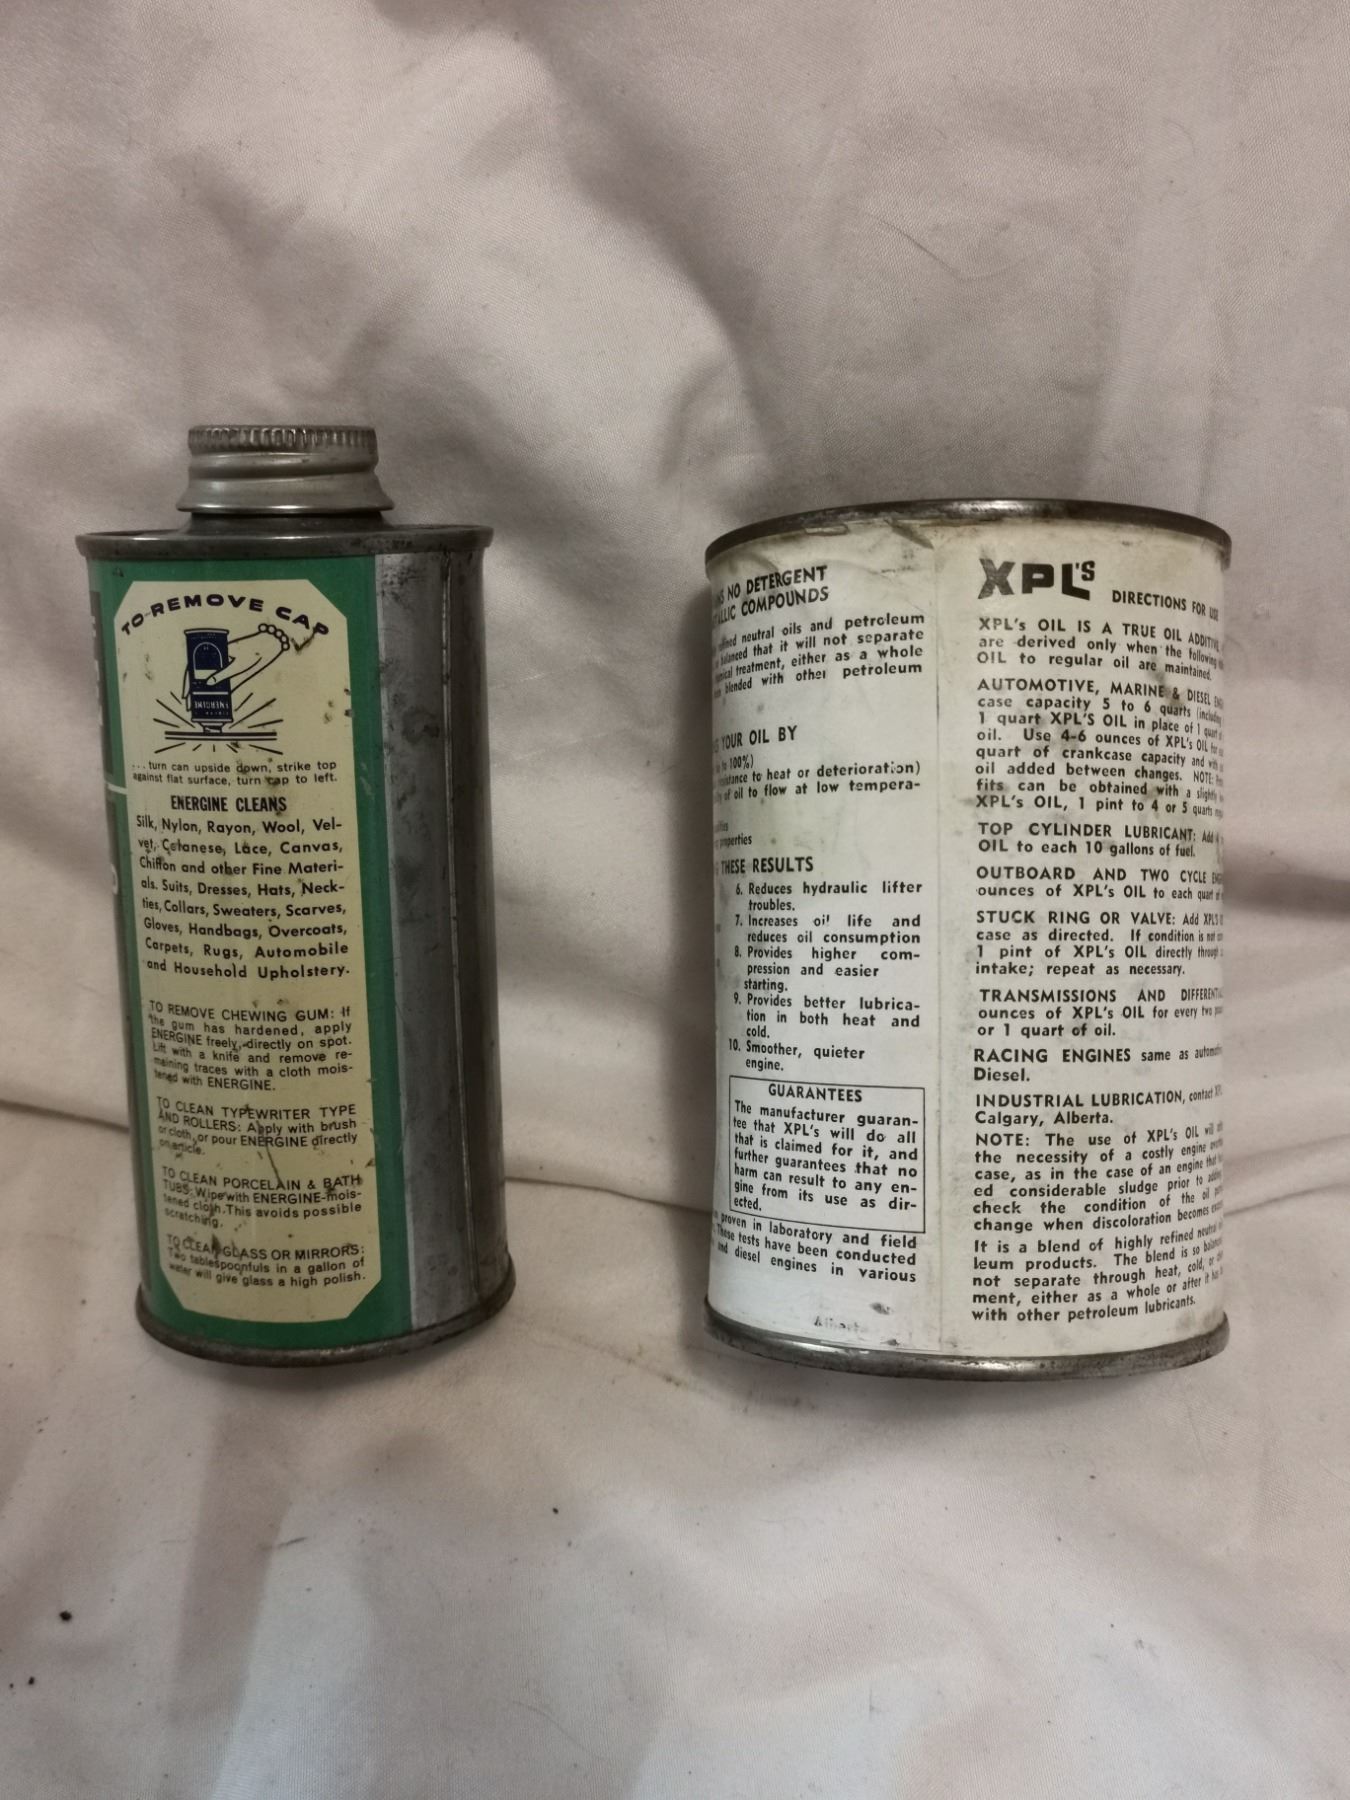 TO REMOVE CAP
ENERGINE
... turn can upside down, strike top
against flat surface, turn cap to left.
ENERGINE CLEANS
Silk, Nylon, Rayon, Wool, Vel-
vet, Celanese, Lace, Canvas,
Chiffon and other Fine Materi-
als. Suits, Dresses, Hats, Neck-
ties, Collars, Sweaters, Scarves,
Gloves, Handbags, Overcoats,
Carpets, Rugs, Automobile
and Household Upholstery.
TO REMOVE CHEWING GUM: If
the gum has hardened, apply
ENERGINE freely, directly on spot.
Lift with a knife and remove re-
maining traces with a cloth mois-
tened with ENERGINE.
TO CLEAN TYPEWRITER TYPE
AND ROLLERS: Apply with brush
or cloth, or pour ENERGINE directly
on article.
TO CLEAN PORCELAIN & BATH
TUBS: Wipe with ENERGINE-mois-
tened cloth. This avoids possible
scratching.
TO CLEAN GLASS OR MIRRORS:
Two tablespoonfuls in a gallon of
water will give glass a high polish.
NO DETERGENT
COMPOUNDS
neutral oils and petroleum
balanced that it will not separate
treatment, either as a whole
blended with other petroleum
YOUR OIL BY
to 100%)
to heat or deterioration)
of oil to flow at low tempera-
properties
THESE RESULTS
6. Reduces hydraulic lifter
troubles.
7. Increases oil life and
reduces oil consumption
8. Provides higher com-
pression and easier
starting.
9. Provides better lubrica-
tion in both heat and
cold.
10. Smoother, quieter
engine.
GUARANTEES
The manufacturer guaran-
tee that XPL's will do all
that is claimed for it, and
further guarantees that no
harm can result to any en-
gine from its use as dir-
ected.
proven in laboratory and field
These tests have been conducted
and diesel engines in various
XPL'S
DIRECTIONS FOR USE
XPL's OIL IS A TRUE OIL ADDITIVE
are derived only when the following
OIL to regular oil are maintained.
AUTOMOTIVE, MARINE & DIESEL
case capacity 5 to 6 quarts (including
1 quart XPL'S OIL in place of 1 quart
oil. Use 4-6 ounces of XPL's OIL for
quart of crankcase capacity and with
oil added between changes. NOTE:
fits can be obtained with a slightly
XPL's OIL, 1 pint to 4 or 5 quarts
TOP CYLINDER LUBRICANT: Add
OIL to each 10 gallons of fuel.
OUTBOARD AND TWO CYCLE
ounces of XPL's OIL to each quart
STUCK RING OR VALVE: Add XPL'S
case as directed. If condition is not
1 pint of XPL's OIL directly through
intake; repeat as necessary.
TRANSMISSIONS AND
ounces of XPL's OIL for every two
or 1 quart of oil.
RACING ENGINES same as
Diesel.
INDUSTRIAL LUBRICATION, contact
Calgary, Alberta.
NOTE: The use of XPL's OIL will
the necessity of a costly engine
case, as in the case of an engine that
ed considerable sludge prior to
check the condition of the oil
change when discoloration becomes
It is a blend of highly refined neutral
leum products. The blend is so
not separate through heat, cold, or
ment, either as a whole or after it
with other petroleum lubricants.